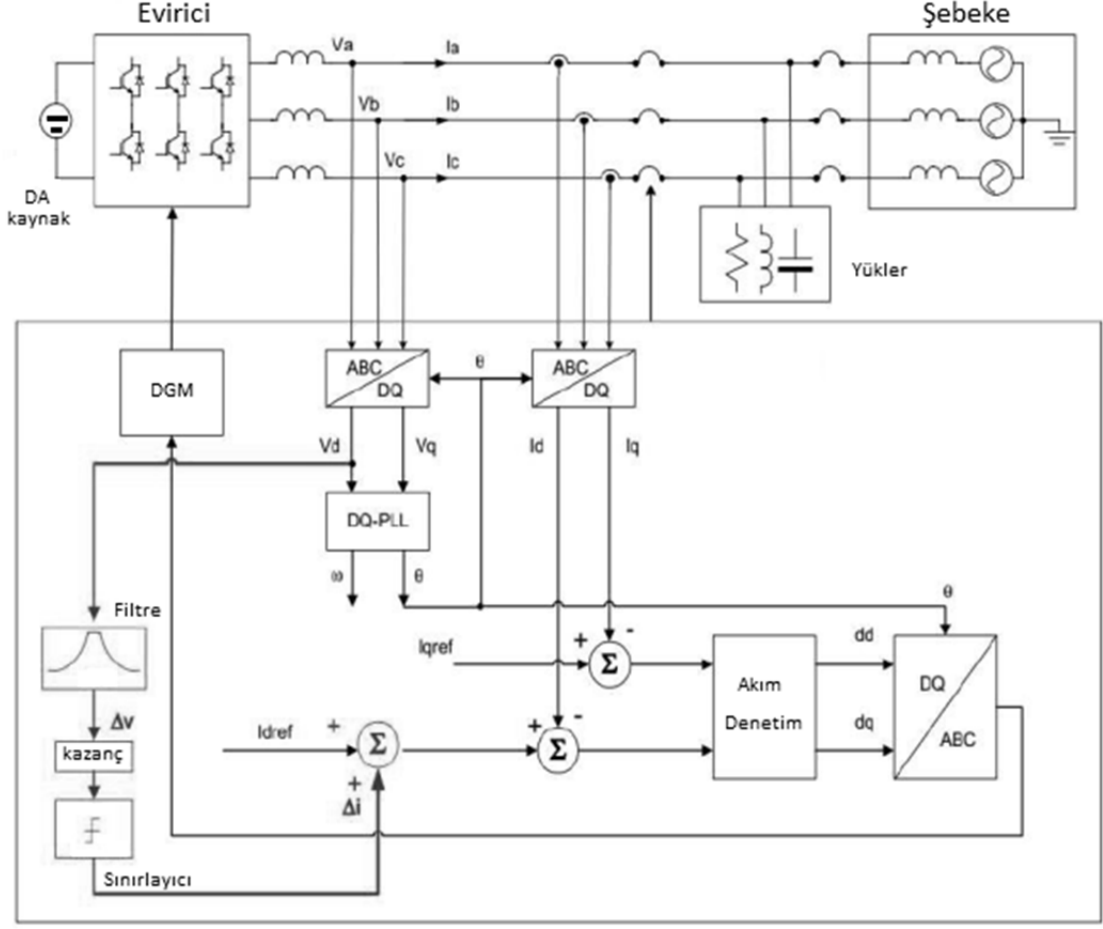 Evirici
Şebeke
Va
Ia
Vb
Ib
Vc
Ic
DA
kaynak
Yükler
DGM
ABC
DQ
θ
ABC
DQ
Vd
Vq
Id
Iq
DQ-PLL
ω
θ
θ
Filtre
Iqref
+
-
Σ
Akım
Denetim
dd
dq
DQ
ABC
Δv
kazanç
Idref
+
Σ
+
Δi
+
-
Σ
Sınırlayıcı